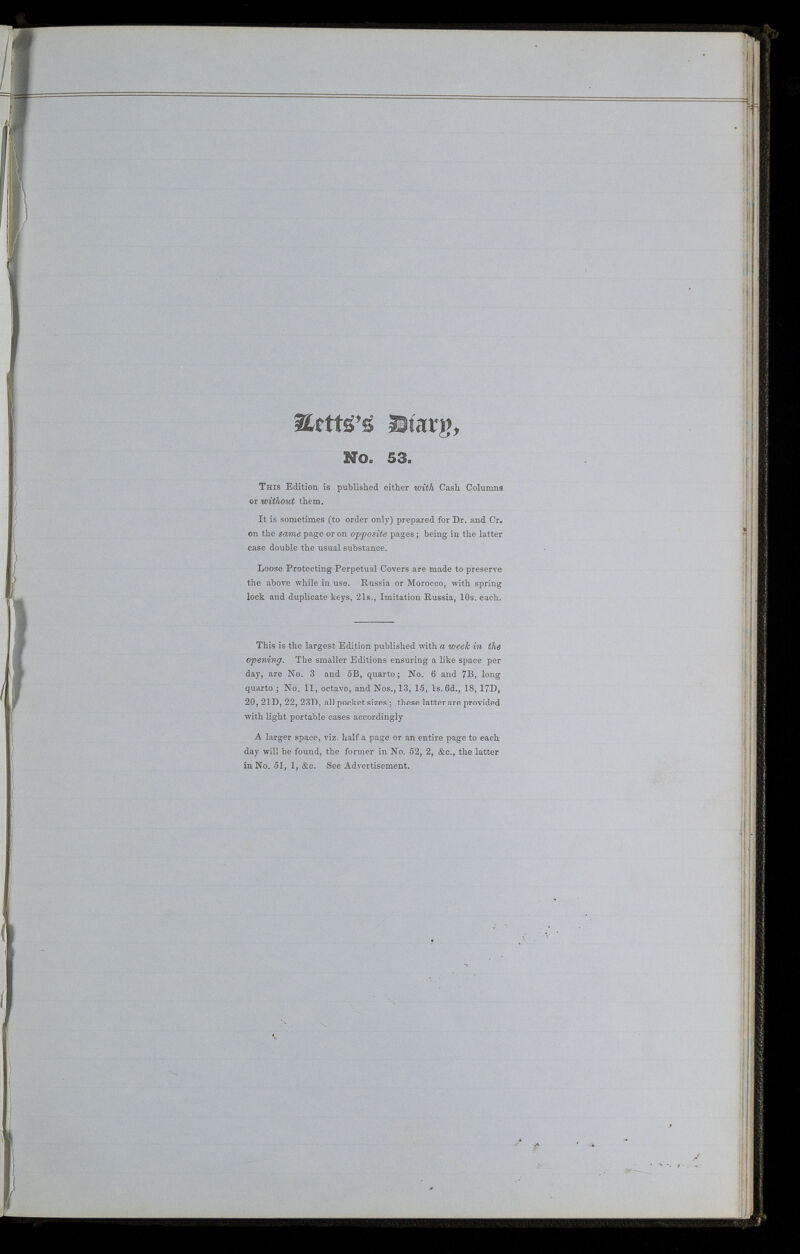 Letts's Diary,
No. 53.
This Edition is published either with Cash Columns
or without them.
It is sometimes (to order only) prepared for Dr. and Cr.
on the same page or on opposite pages; being in the latter
case double the usual substance.
Loose Protecting Perpetual Covers are made to preserve
the above while in use. Russia or Morocco, with spring
lock and duplicate keys, 21s., Imitation Russia, 10s. each.
This is the largest Edition published with a week in the
opening. The smaller Editions ensuring a like space per
day, are No. 3 and 5B, quarto; No. 6 and 7B, long
quarto; No. 11, octavo, and Nos., 13, 15, 1s. 6d., 18, 17D,
20, 21D, 22, 23D, all pocket sizes; these latter are provided
with light portable cases accordingly
A larger space, viz. half a page or an entire page to each
day will be found, the former in No. 52, 2, &c., the latter
in No. 51, 1, &c. See Advertisement.